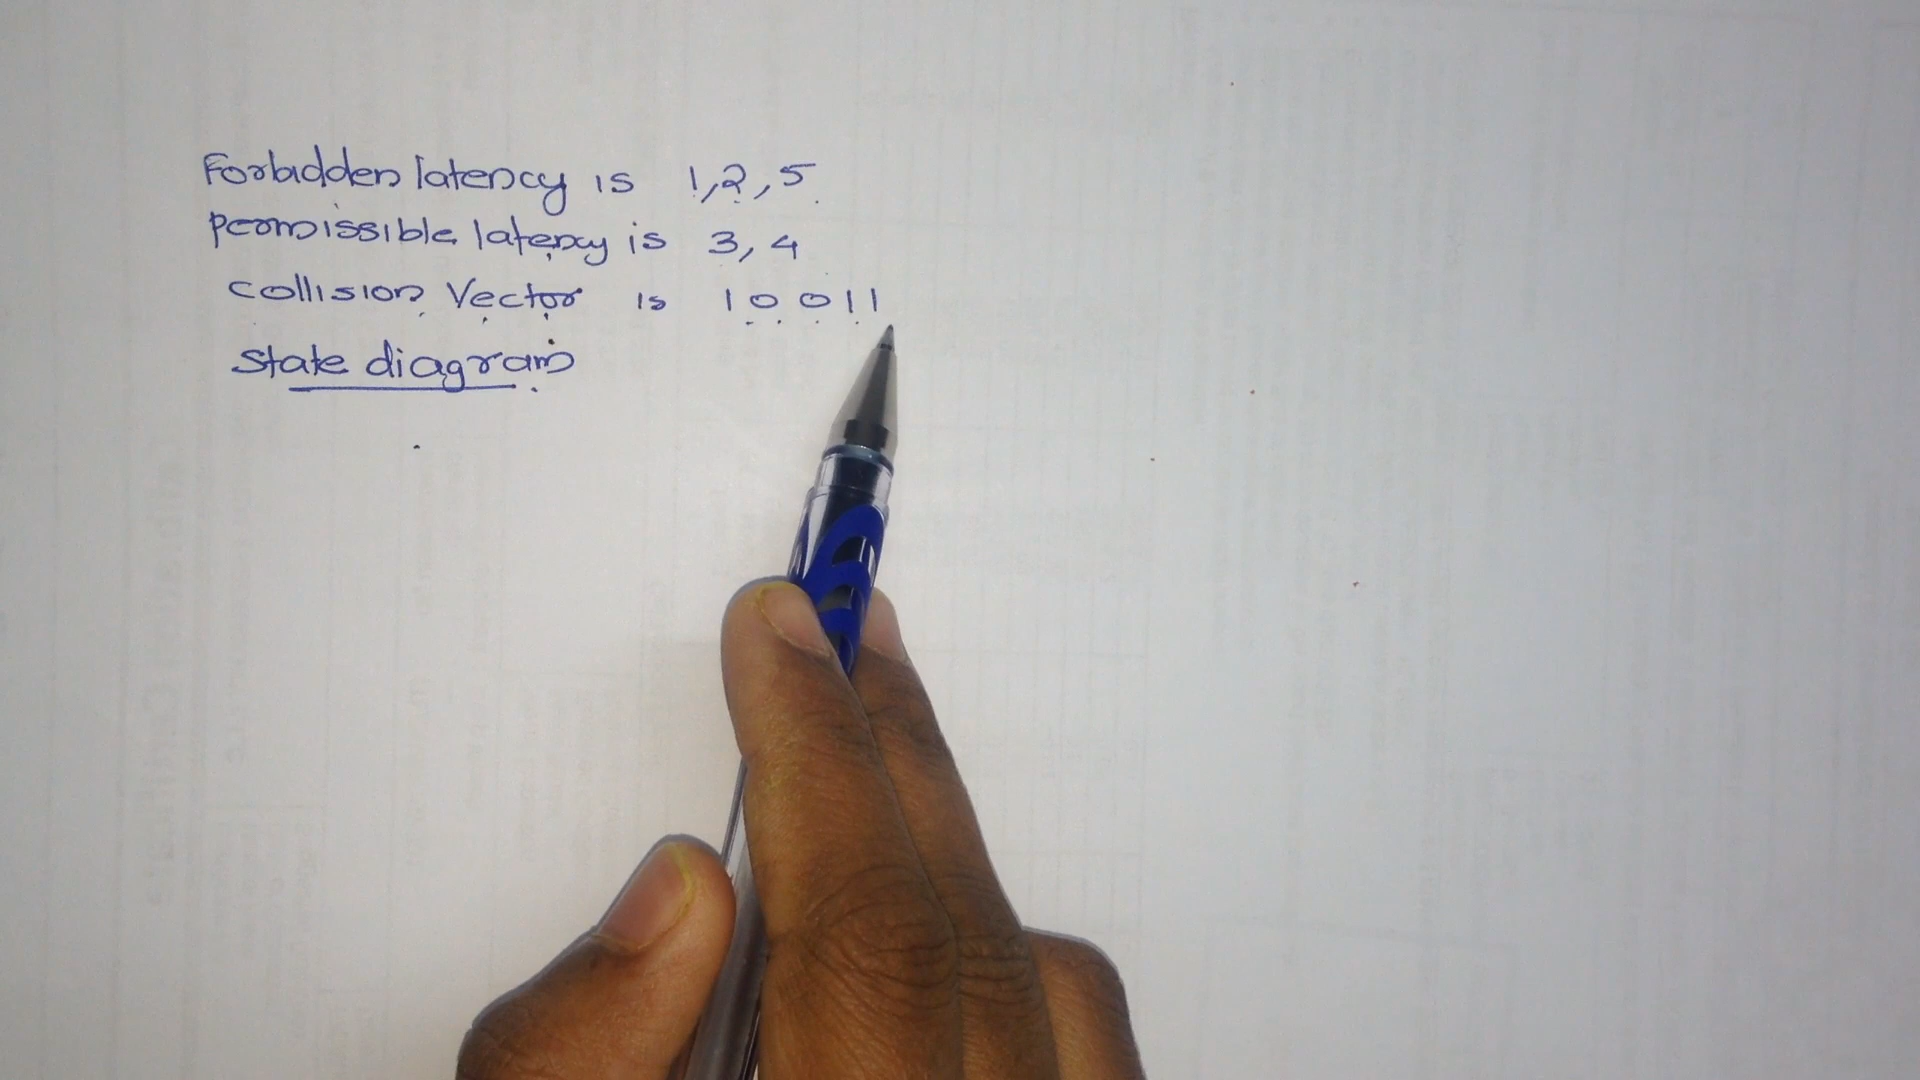 Forbidden latency is 1,2,5
permissible latency is 3,4
collision Vector is 10011
state diagram